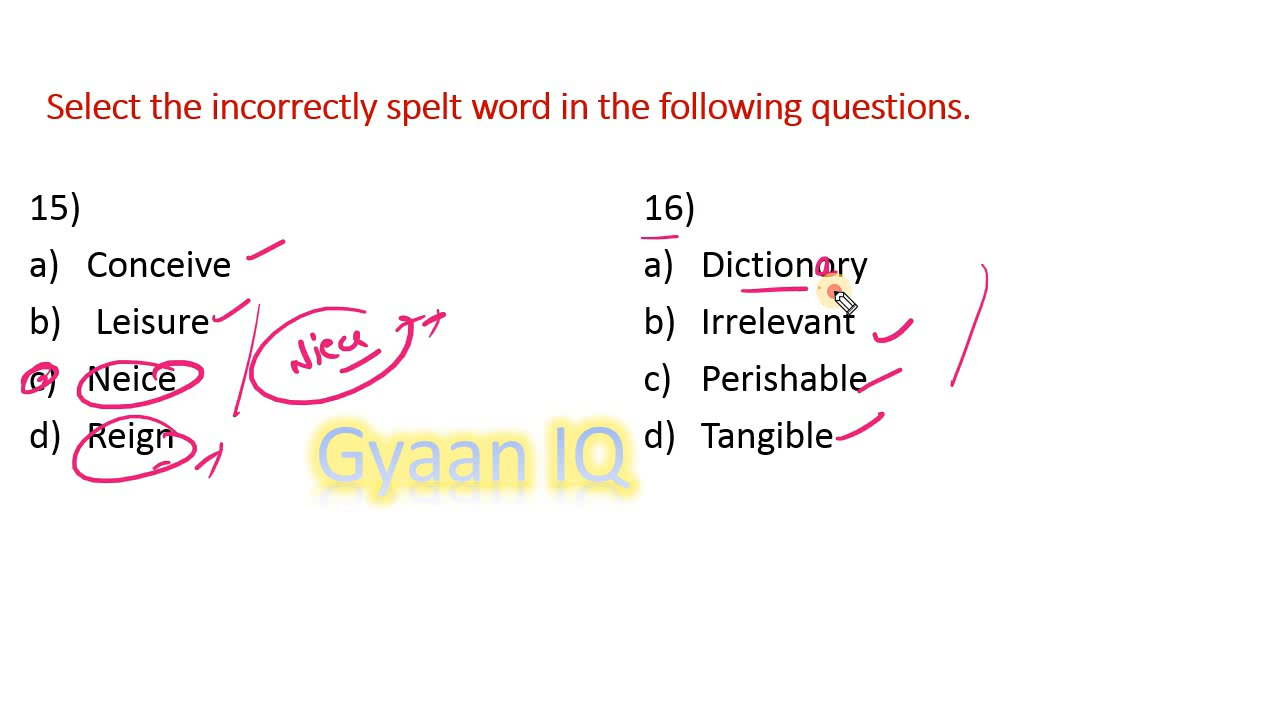 Select the incorrectly spelt word in the following questions.
15)
a) Conceive
b) Leisure
c) Neice
d) Reign
Niece
16)
a) Dictionory
b) Irrelevant
c) Perishable
d) Tangible
Gyaan IQ